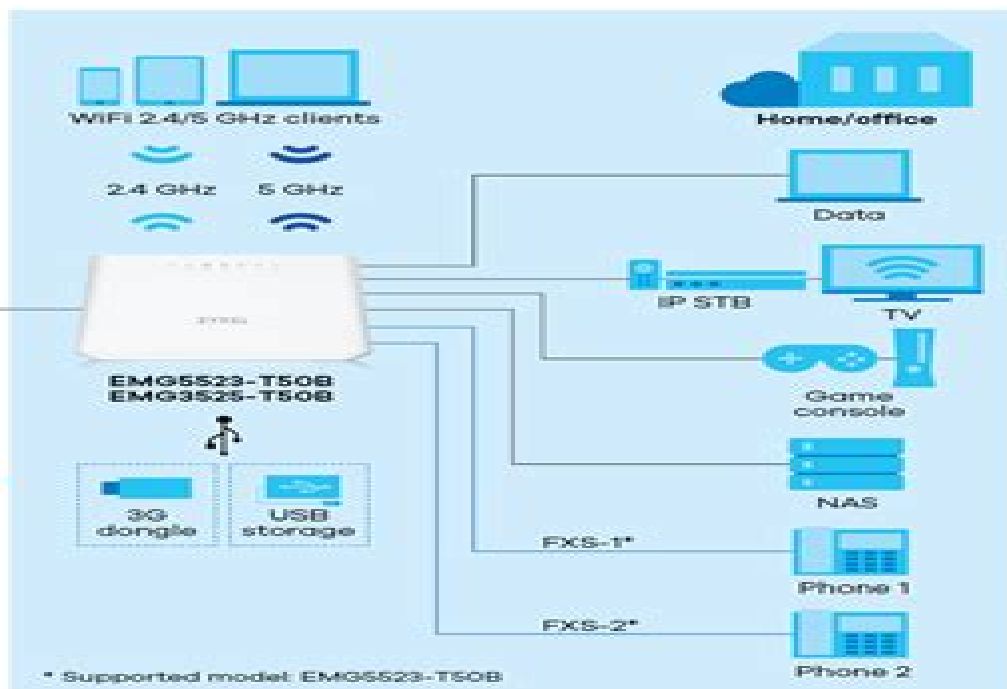 WiFi 2.4/5 GHz clients
Home/office
2.4 GHz
5 GHz
Data
IP STB
TV
ZYXEL
EMG5523-T50B
EMG3525-T50B
Game
console
3G
dongle
USB
storage
NAS
FXS-1*
Phone 1
FXS-2*
Phone 2
* Supported model: EMG5523-T50B